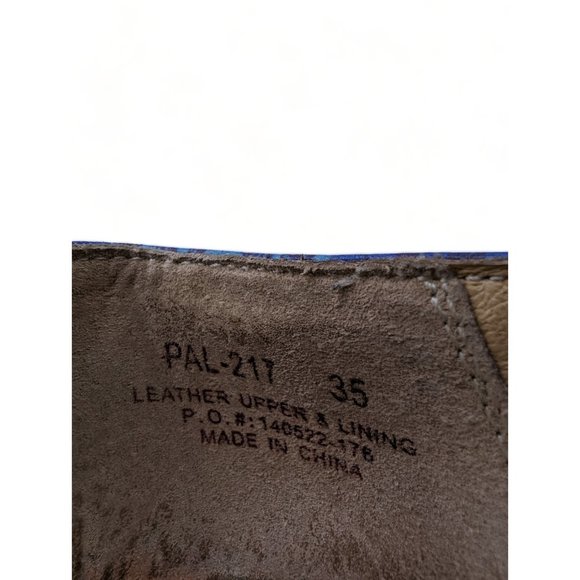 PAL-217 35
LEATHER UPPER & LINING
P.O.#:140522-176
MADE IN CHINA